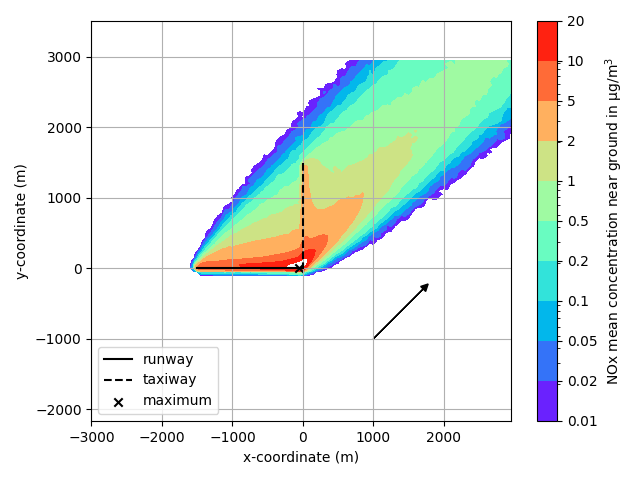 3000
2000
1000
0
−1000
−2000
y-coordinate (m)
−3000 −2000 −1000 0 1000 2000
x-coordinate (m)
runway
taxiway
maximum
20
10
5
2
1
0.5
0.2
0.1
0.05
0.02
0.01
NOx mean concentration near ground in μg/m³